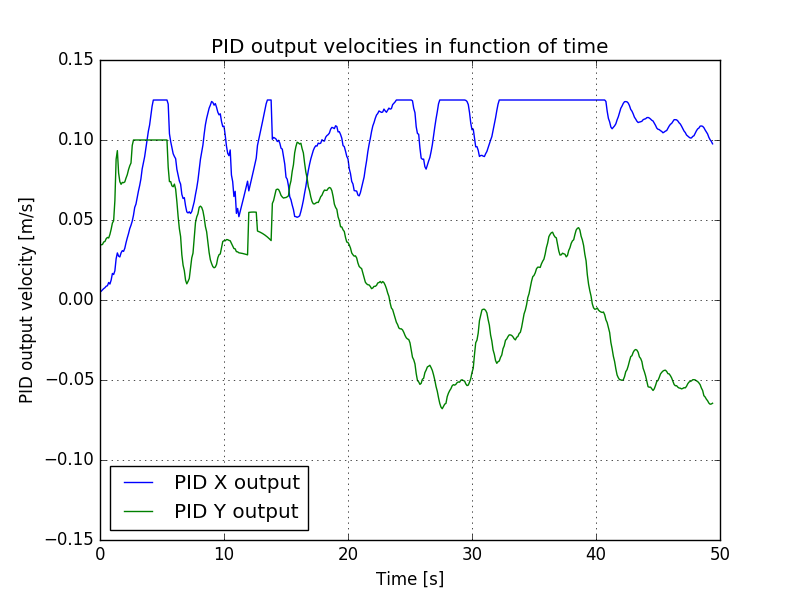 PID output velocities in function of time
0.15
0.10
0.05
0.00
−0.05
−0.10
−0.15
PID output velocity [m/s]
PID X output
PID Y output
0 10 20 30 40 50
Time [s]